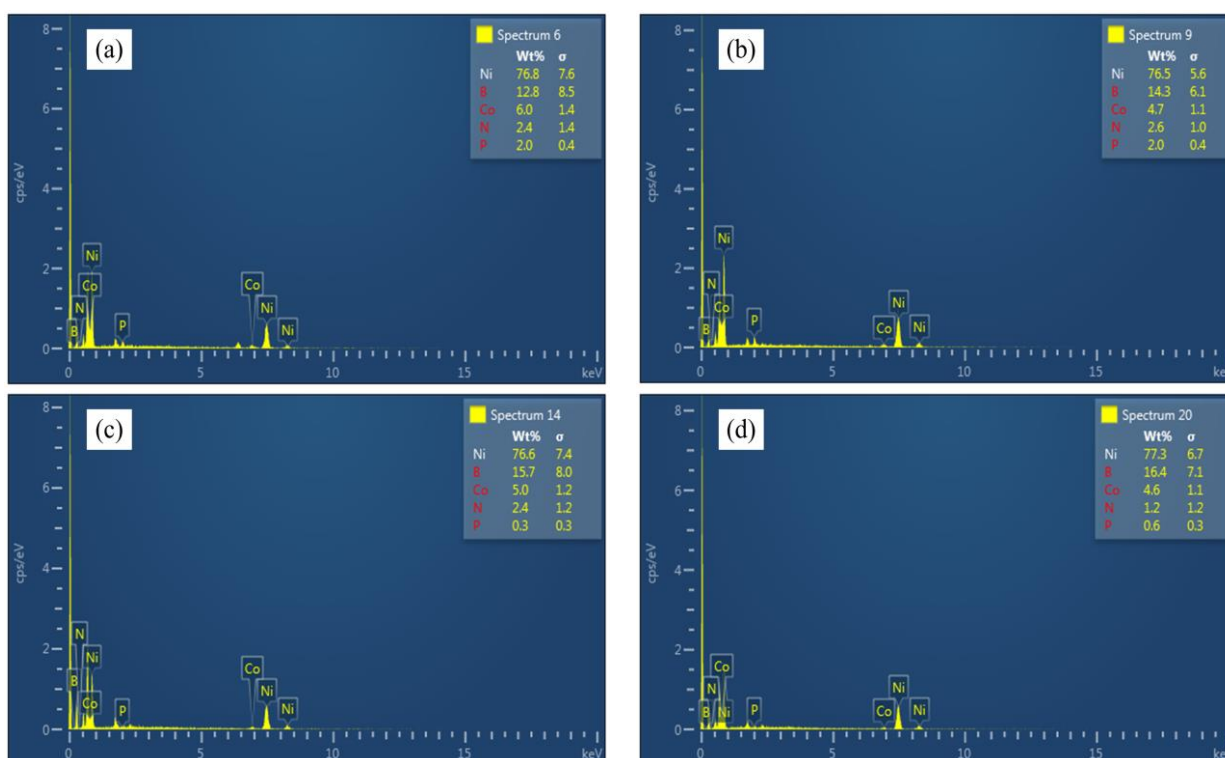 (a)
Spectrum 6
Wt% σ
Ni 76.8 7.6
B 12.8 8.5
Co 6.0 1.4
N 2.4 1.4
P 2.0 0.4
8
6
4
2
0
cps/eV
Ni
Co
N
B
P
Co
Ni
Ni
0 5 10 15 keV
(b)
Spectrum 9
Wt% σ
Ni 76.5 5.6
B 14.3 6.1
Co 4.7 1.1
N 2.6 1.0
P 2.0 0.4
8
6
4
2
0
cps/eV
Ni
N
Co
B
P
Ni
Co
Ni
0 5 10 15 ke
(c)
Spectrum 14
Wt% σ
Ni 76.6 7.4
B 15.7 8.0
Co 5.0 1.2
N 2.4 1.2
P 0.3 0.3
8
6
4
2
0
cps/eV
N
Ni
B
Co
P
Co
Ni
Ni
0 5 10 15 keV
(d)
Spectrum 20
Wt% σ
Ni 77.3 6.7
B 16.4 7.1
Co 4.6 1.1
N 1.2 1.2
P 0.6 0.3
8
6
4
2
0
cps/eV
Co
N
B
Ni
P
Ni
Co
Ni
0 5 10 15 ke